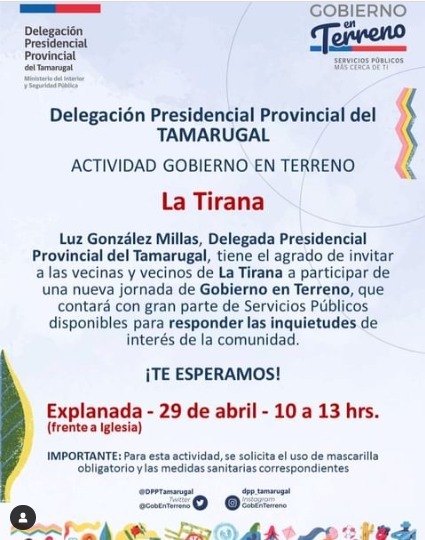 GOBIERNO
en
Terreno
SERVICIOS PÚBLICOS
MÁS CERCA DE TI
Delegación
Presidencial
Provincial
del Tamarugal
Ministerio del Interior
y Seguridad Pública
Delegación Presidencial Provincial del
TAMARUGAL
ACTIVIDAD GOBIERNO EN TERRENO
La Tirana
Luz González Millas, Delegada Presidencial
Provincial del Tamarugal, tiene el agrado de invitar
a las vecinas y vecinos de La Tirana a participar de
una nueva jornada de Gobierno en Terreno, que
contará con gran parte de Servicios Públicos
disponibles para responder las inquietudes de
interés de la comunidad.
¡TE ESPERAMOS!
Explanada - 29 de abril - 10 a 13 hrs.
(frente a Iglesia)
IMPORTANTE: Para esta actividad, se solicita el uso de mascarilla
obligatorio y las medidas sanitarias correspondientes
@DPPTamarugal
Twitter
@GobEnTerreno
dpp_tamarugal
Instagram
GobEnTerreno